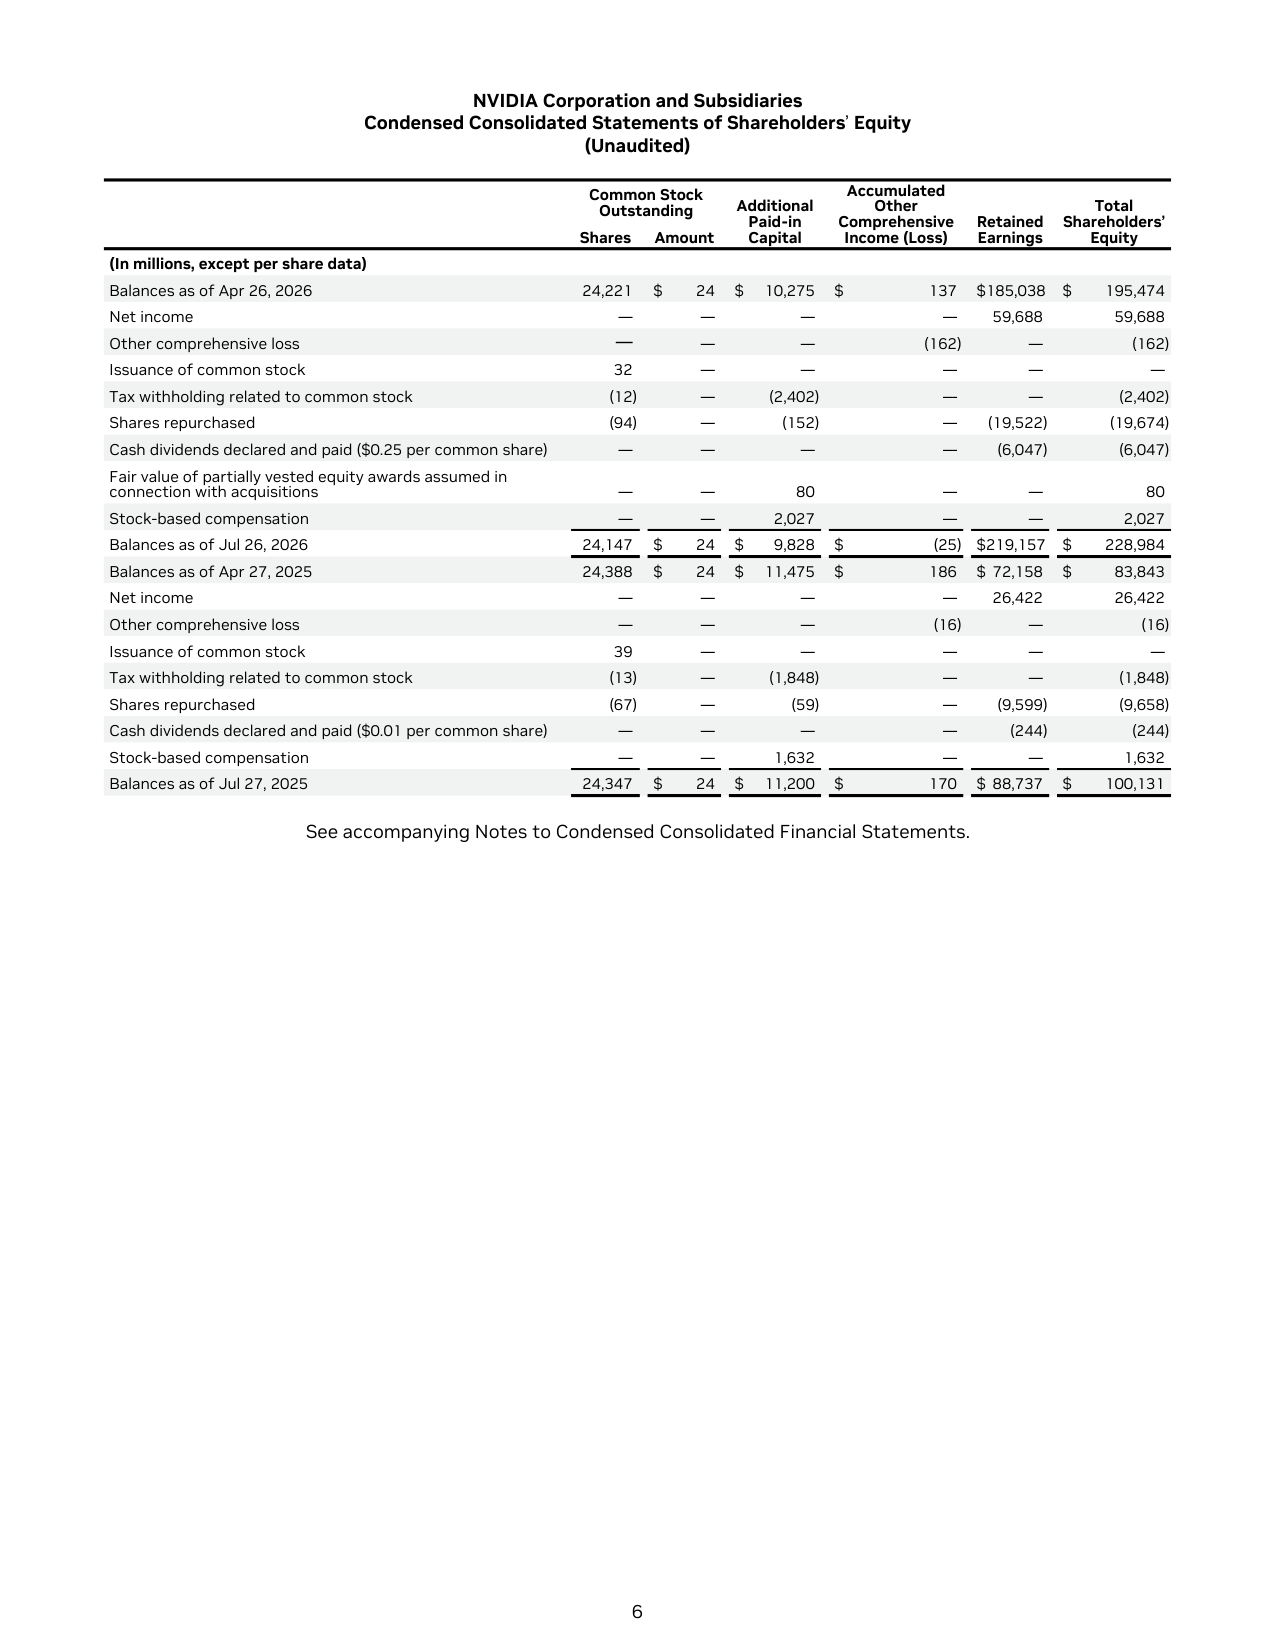 NVIDIA Corporation and Subsidiaries
Condensed Consolidated Statements of Shareholders’ Equity
(Unaudited)
Common Stock Outstanding Additional Paid-in Capital Accumulated Other Comprehensive Income (Loss) Retained Earnings Total Shareholders’ Equity
Shares Amount
(In millions, except per share data)
Balances as of Apr 26, 2026 24,221 $ 24 $ 10,275 $ 137 $185,038 $ 195,474
Net income — — — — 59,688 59,688
Other comprehensive loss — — — (162) — (162)
Issuance of common stock 32 — — — — —
Tax withholding related to common stock (12) — (2,402) — — (2,402)
Shares repurchased (94) — (152) — (19,522) (19,674)
Cash dividends declared and paid ($0.25 per common share) — — — — (6,047) (6,047)
Fair value of partially vested equity awards assumed in
connection with acquisitions — — 80 — — 80
Stock-based compensation — — 2,027 — — 2,027
Balances as of Jul 26, 2026 24,147 $ 24 $ 9,828 $ (25) $219,157 $ 228,984
Balances as of Apr 27, 2025 24,388 $ 24 $ 11,475 $ 186 $ 72,158 $ 83,843
Net income — — — — 26,422 26,422
Other comprehensive loss — — — (16) — (16)
Issuance of common stock 39 — — — — —
Tax withholding related to common stock (13) — (1,848) — — (1,848)
Shares repurchased (67) — (59) — (9,599) (9,658)
Cash dividends declared and paid ($0.01 per common share) — — — — (244) (244)
Stock-based compensation — — 1,632 — — 1,632
Balances as of Jul 27, 2025 24,347 $ 24 $ 11,200 $ 170 $ 88,737 $ 100,131
See accompanying Notes to Condensed Consolidated Financial Statements.
6